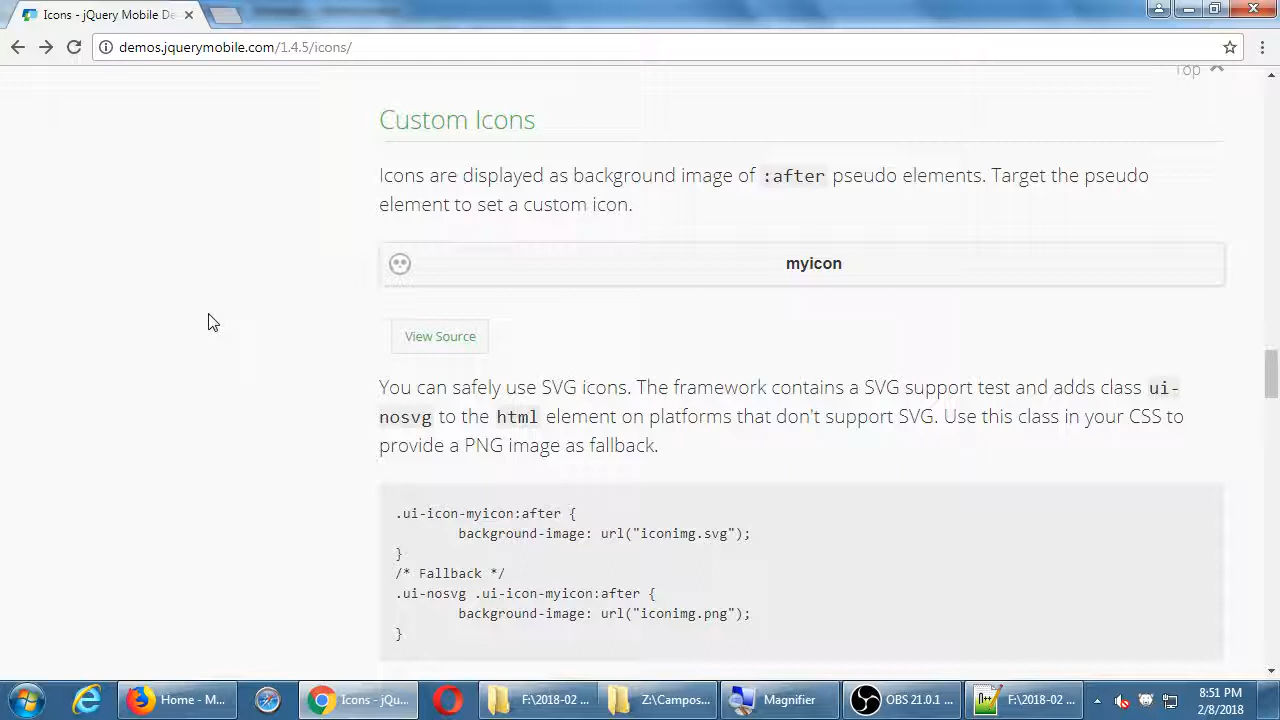 Icons - jQuery Mobile De
demos.jquerymobile.com/1.4.5/icons/
Top
Custom Icons
Icons are displayed as background image of :after pseudo elements. Target the pseudo
element to set a custom icon.
myicon
View Source
You can safely use SVG icons. The framework contains a SVG support test and adds class ui-
nosvg to the html element on platforms that don't support SVG. Use this class in your CSS to
provide a PNG image as fallback.
.ui-icon-myicon:after {
background-image: url("iconimg.svg");
}
/* Fallback */
.ui-nosvg .ui-icon-myicon:after {
background-image: url("iconimg.png");
}
Home - M...
Icons - jQu...
F:\2018-02 ...
Z:\Campos...
Magnifier
OBS 21.0.1 ...
F:\2018-02 ...
8:51 PM
2/8/2018